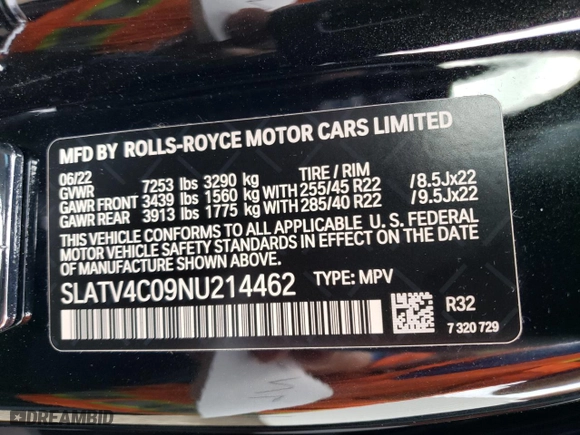 MFD BY ROLLS-ROYCE MOTOR CARS LIMITED
06/22 TIRE / RIM
GVWR 7253 lbs 3290 kg
GAWR FRONT 3439 lbs 1560 kg WITH 255/45 R22 /8.5Jx22
GAWR REAR 3913 lbs 1775 kg WITH 285/40 R22 /9.5Jx22
THIS VEHICLE CONFORMS TO ALL APPLICABLE U.S. FEDERAL
MOTOR VEHICLE SAFETY STANDARDS IN EFFECT ON THE DATE
OF MANUFACTURE SHOWN ABOVE.
SLATV4C09NU214462 TYPE: MPV
R32
7 320 729
DREAMBID